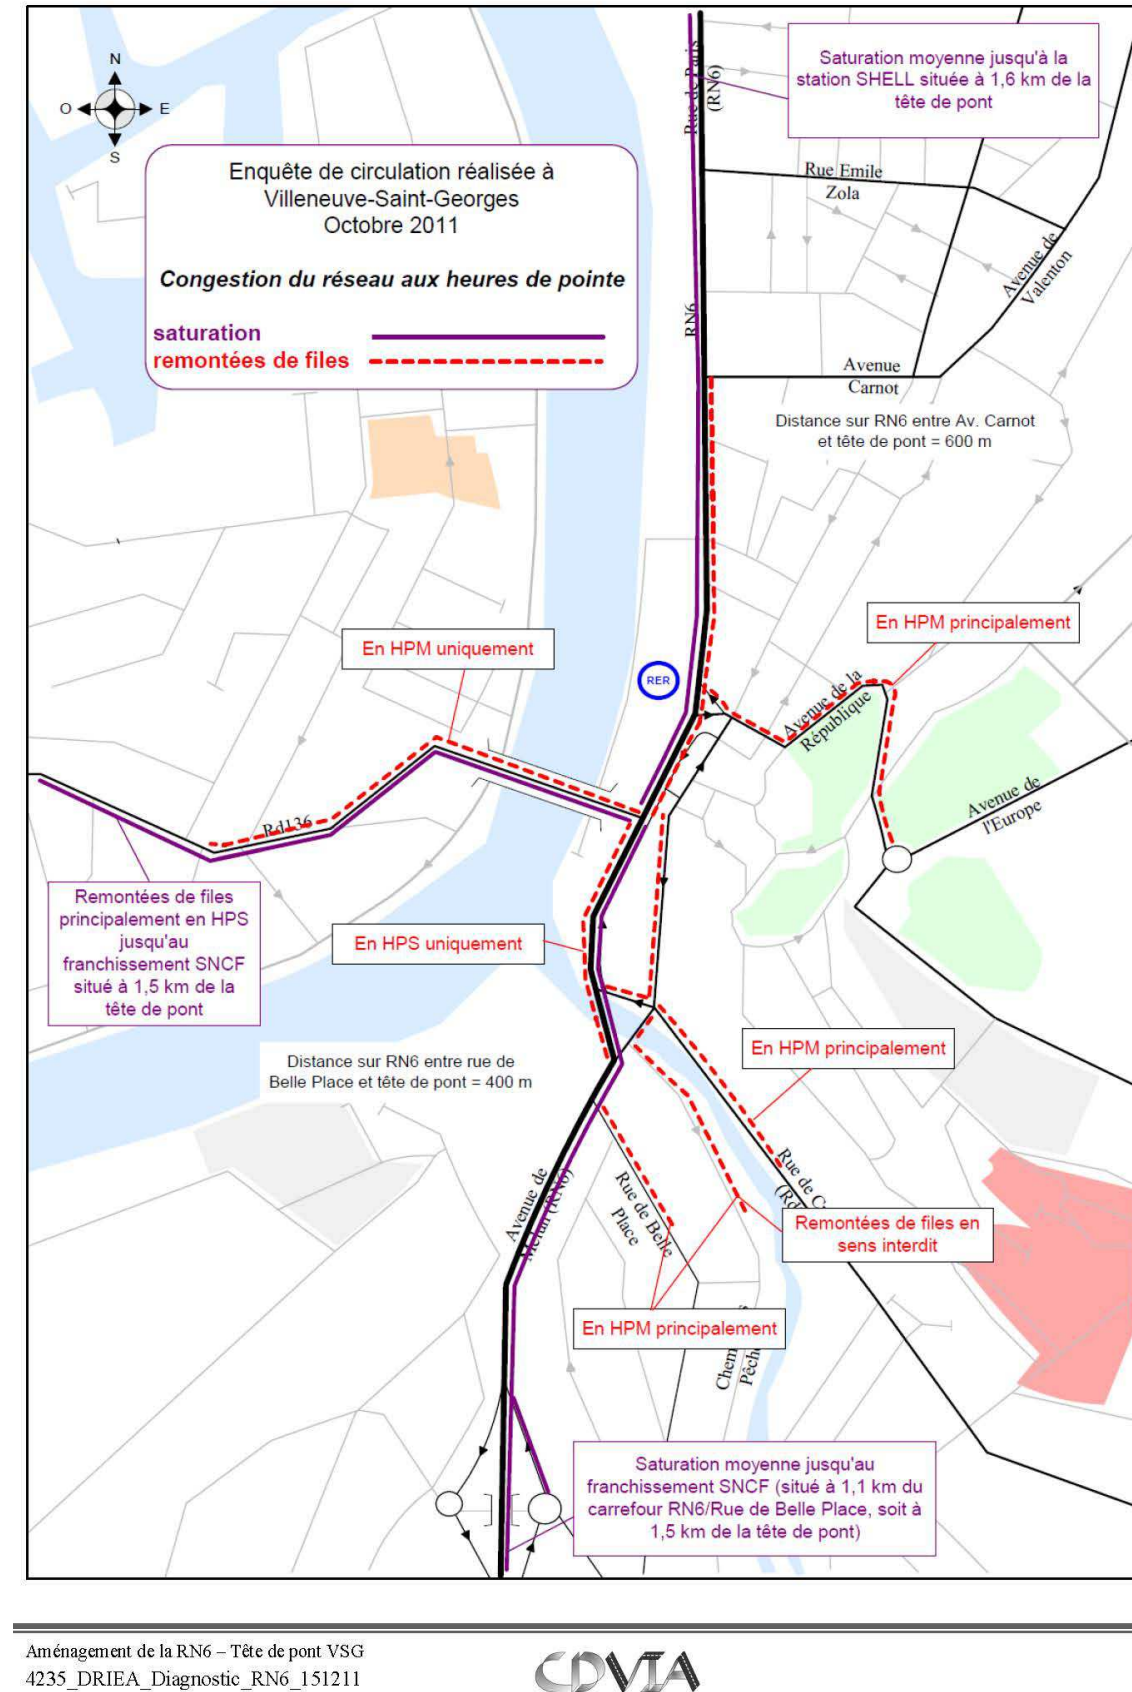 Saturation moyenne jusqu'à la
station SHELL située à 1,6 km de la
tête de pont
N
O
E
S
Rue de Paris
(RN6)
Enquête de circulation réalisée à
Villeneuve-Saint-Georges
Octobre 2011
Congestion du réseau aux heures de pointe
saturation
remontées de files
Rue Emile
Zola
Avenue de
Valenton
RN6
Avenue
Carnot
Distance sur RN6 entre Av. Carnot
et tête de pont = 600 m
En HPM principalement
En HPM uniquement
RER
Avenue de la
République
Avenue de
l'Europe
Rd136
Remontées de files
principalement en HPS
jusqu'au
franchissement SNCF
situé à 1,5 km de la
tête de pont
En HPS uniquement
Distance sur RN6 entre rue de
Belle Place et tête de pont = 400 m
En HPM principalement
Rue de
(Rd
Avenue de
Melun (RN6)
Rue de Belle
Place
Remontées de files en
sens interdit
En HPM principalement
Saturation moyenne jusqu'au
franchissement SNCF (situé à 1,1 km du
carrefour RN6/Rue de Belle Place, soit à
1,5 km de la tête de pont)
Aménagement de la RN6 – Tête de pont VSG
4235_DRIEA_Diagnostic_RN6_151211
CDVIA